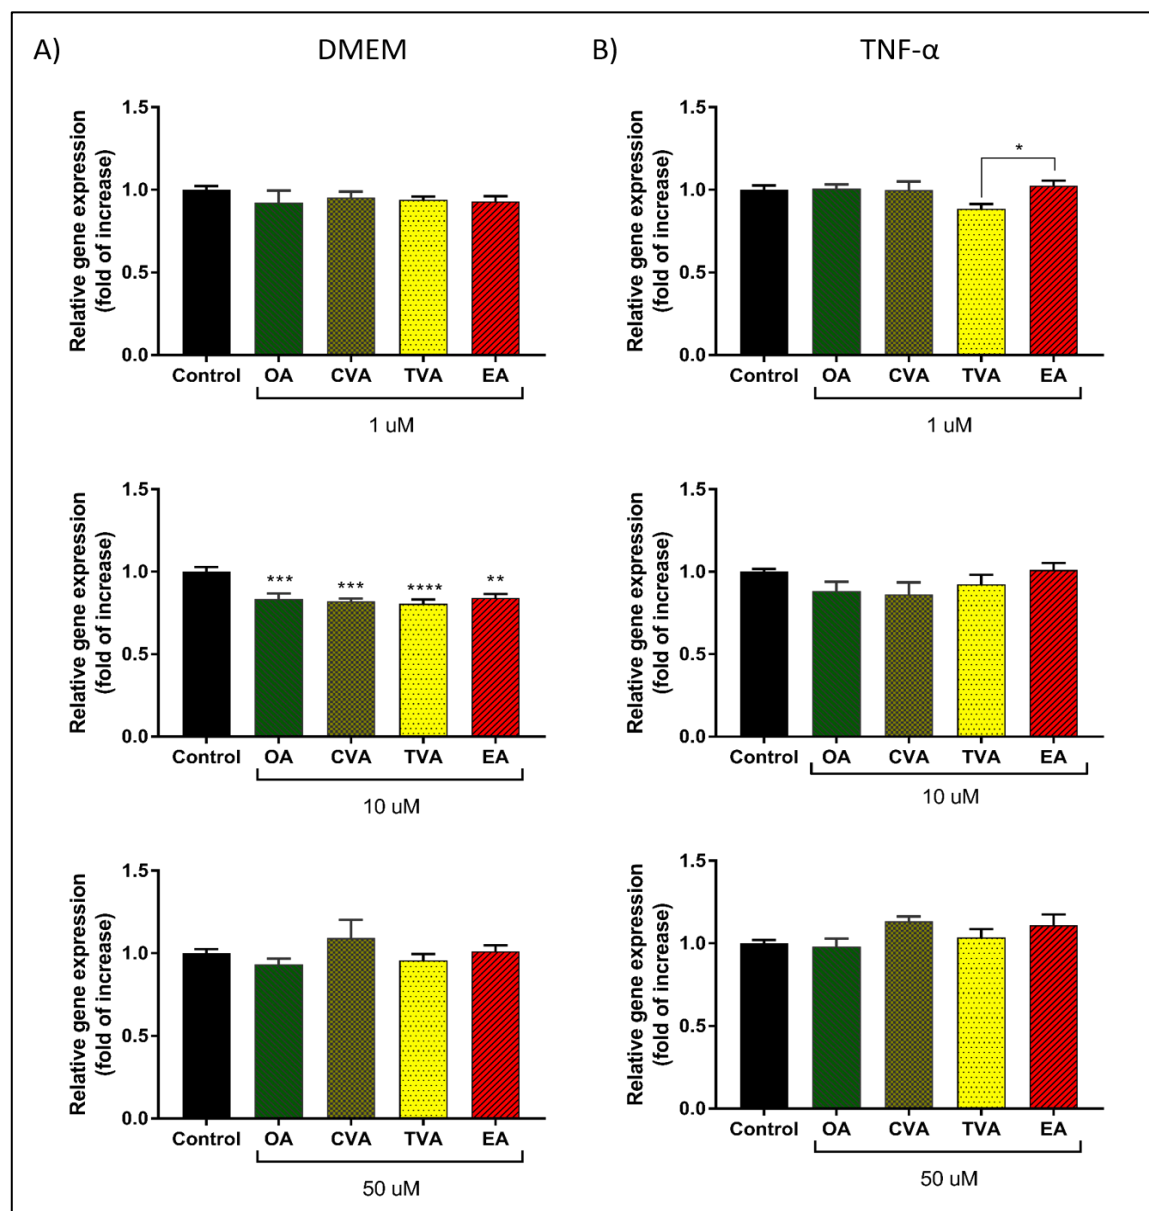 A) DMEM
B) TNF-α
Relative gene expression
(fold of increase)
1.5
1.0
0.5
0.0
Control OA CVA TVA EA
1 uM
Relative gene expression
(fold of increase)
1.5
1.0
0.5
0.0
*
Control OA CVA TVA EA
1 uM
Relative gene expression
(fold of increase)
1.5
1.0
0.5
0.0
*** *** **** **
Control OA CVA TVA EA
10 uM
Relative gene expression
(fold of increase)
1.5
1.0
0.5
0.0
Control OA CVA TVA EA
10 uM
Relative gene expression
(fold of increase)
1.5
1.0
0.5
0.0
Control OA CVA TVA EA
50 uM
Relative gene expression
(fold of increase)
1.5
1.0
0.5
0.0
Control OA CVA TVA EA
50 uM